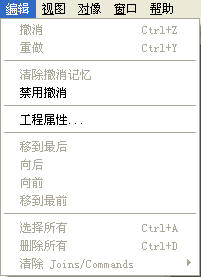 编辑 视图 对像 窗口 帮助
撤消 Ctrl+Z
重做 Ctrl+Y
清除撤消记忆
禁用撤消
工程属性...
移到最后
向后
向前
移到最前
选择所有 Ctrl+A
删除所有 Ctrl+D
清除 Joins/Commands